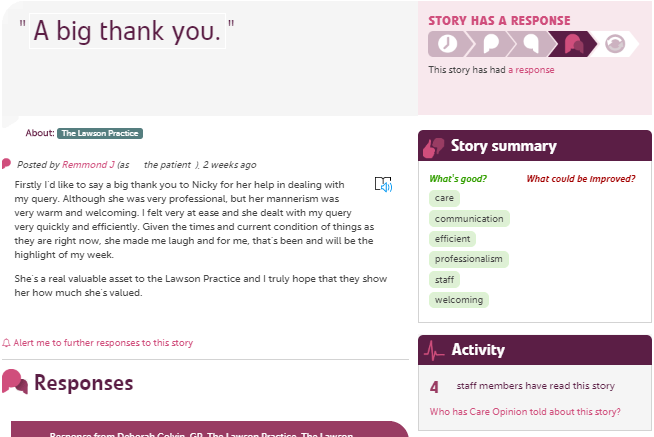 " A big thank you. "
STORY HAS A RESPONSE
This story has had a response
About: The Lawson Practice
Posted by Remmond J (as the patient ), 2 weeks ago
Firstly I'd like to say a big thank you to Nicky for her help in dealing with
my query. Although she was very professional, but her mannerism was
very warm and welcoming. I felt very at ease and she dealt with my query
very quickly and efficiently. Given the times and current condition of things as
they are right now, she made me laugh and for me, that's been and will be the
highlight of my week.
She's a real valuable asset to the Lawson Practice and I truly hope that they show
her how much she's valued.
Alert me to further responses to this story
Responses
Response from Deborah Colvin, GP, The Lawson Practice, The Lawson
Story summary
What's good?
What could be improved?
care
communication
efficient
professionalism
staff
welcoming
Activity
4 staff members have read this story
Who has Care Opinion told about this story?